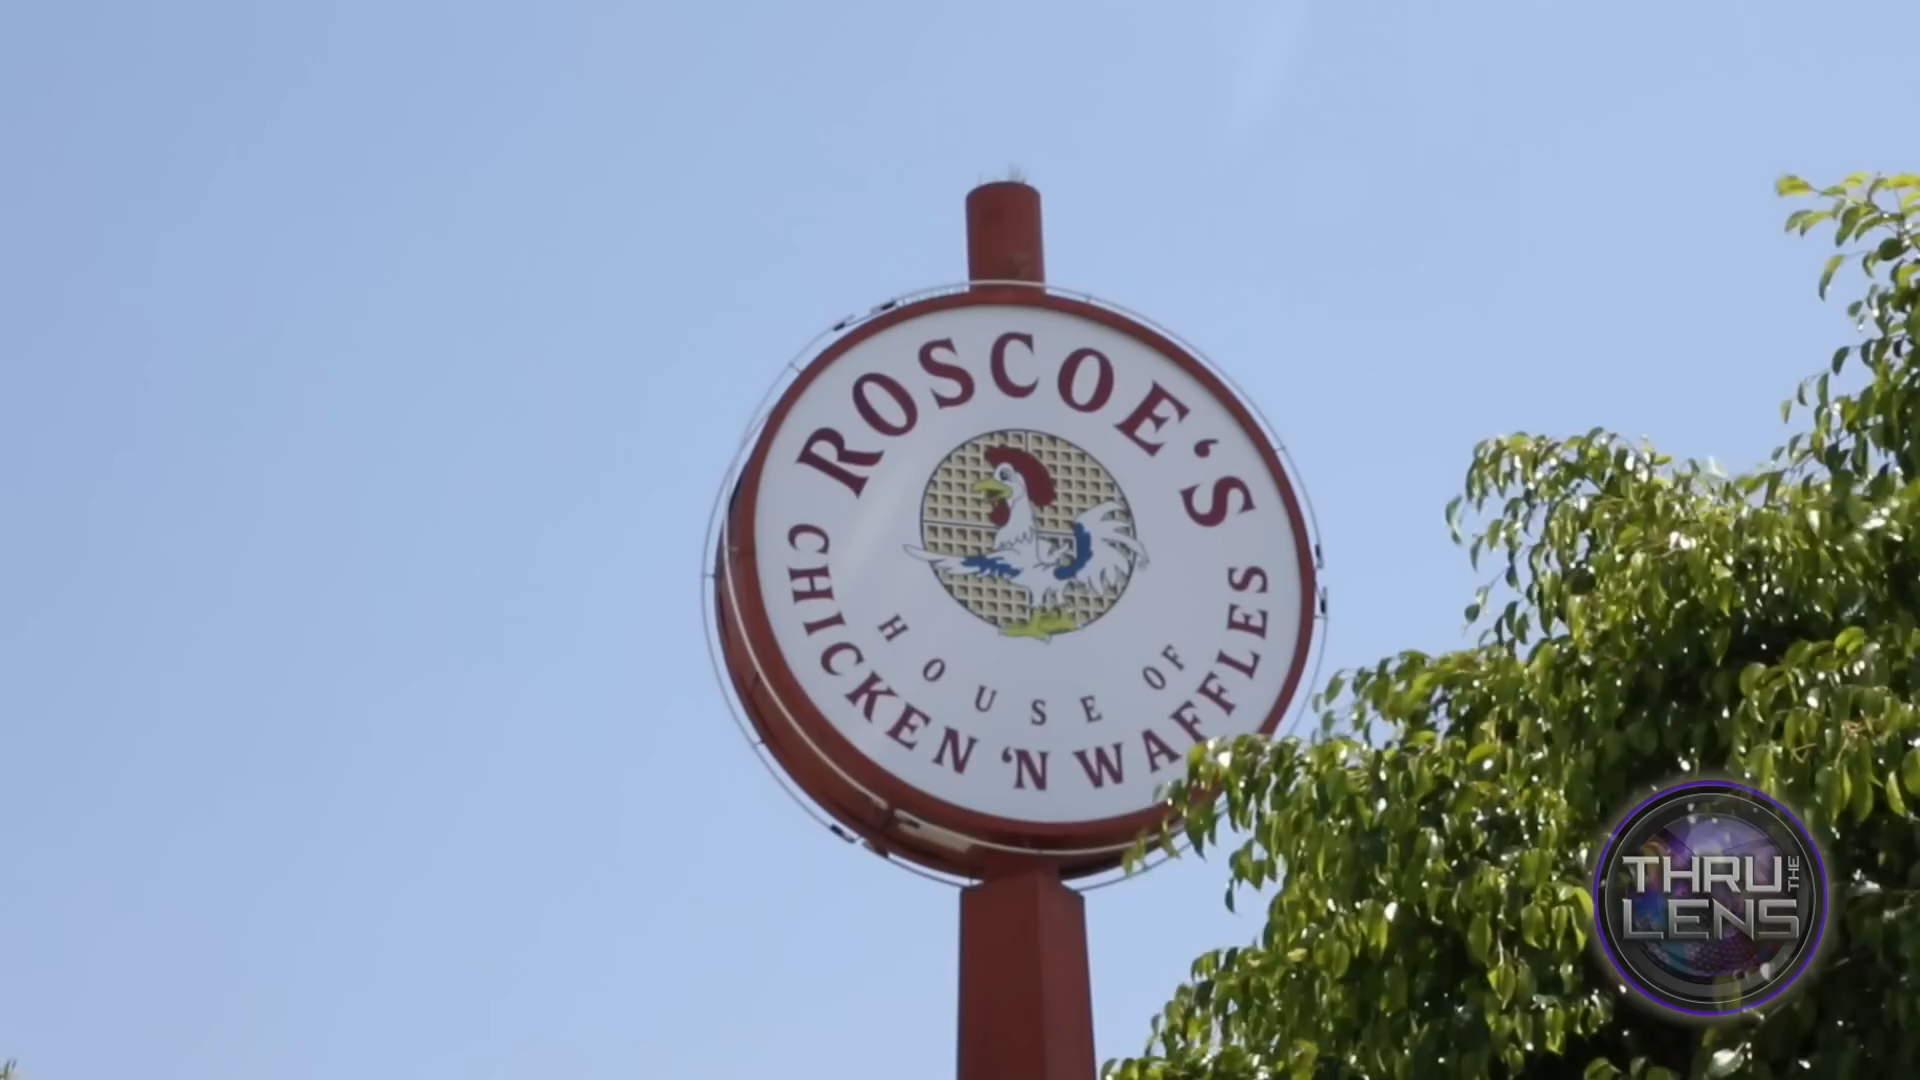 ROSCOE'S
HOUSE OF
CHICKEN 'N WAFFLES
THRU THE
LENS